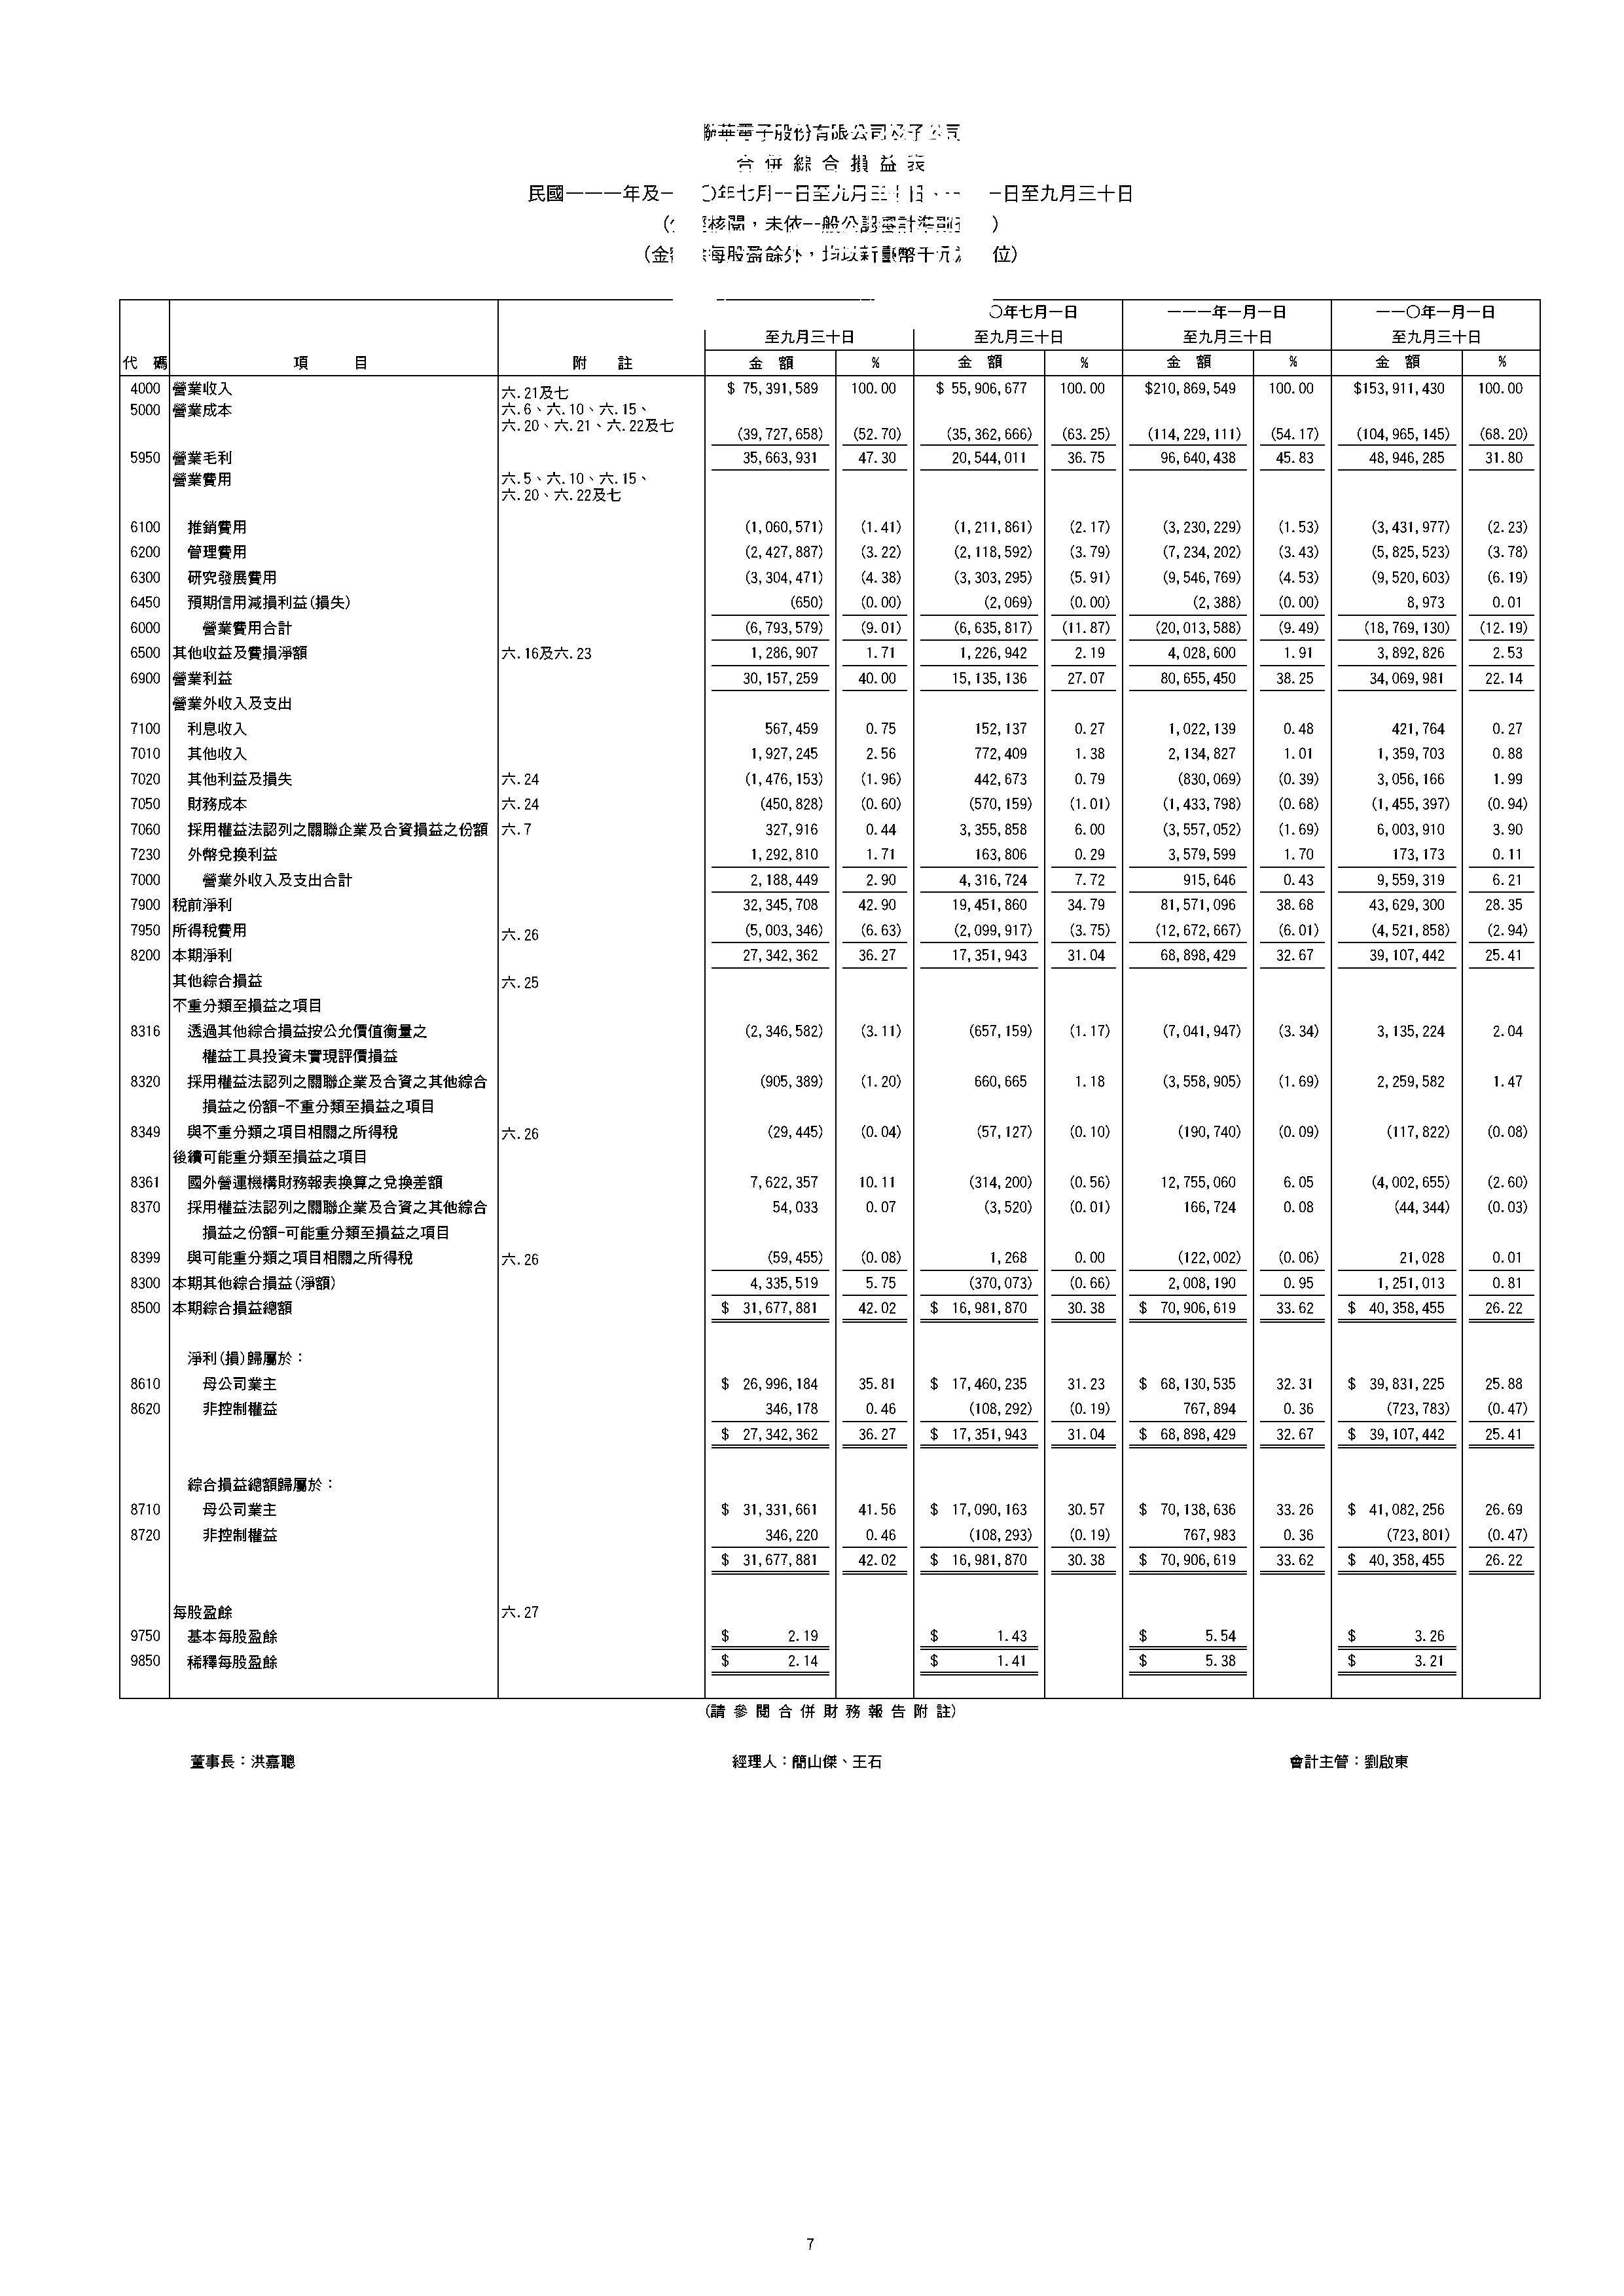 華電子股份有限公司及子公司
合併綜合損益表
民國一一一年及一 〇年七月一日至九月三十日、一 一日至九月三十日
核閱，未依一般公認審計準則
(金 每股盈餘外，均以新臺幣千元 位)
〇年七月一日 一一一年一月一日 一一〇年一月一日
至九月三十日 至九月三十日 至九月三十日 至九月三十日
代碼 項目 附註 金額 % 金額 % 金額 % 金額 %
4000 營業收入 六.21及七 $ 75,391,589 100.00 $ 55,906,677 100.00 $210,869,549 100.00 $153,911,430 100.00
5000 營業成本 六.6、六.10、六.15、
六.20、六.21、六.22及七 (39,727,658) (52.70) (35,362,666) (63.25) (114,229,111) (54.17) (104,965,145) (68.20)
5950 營業毛利 35,663,931 47.30 20,544,011 36.75 96,640,438 45.83 48,946,285 31.80
營業費用 六.5、六.10、六.15、
六.20、六.22及七
6100 推銷費用 (1,060,571) (1.41) (1,211,861) (2.17) (3,230,229) (1.53) (3,431,977) (2.23)
6200 管理費用 (2,427,887) (3.22) (2,118,592) (3.79) (7,234,202) (3.43) (5,825,523) (3.78)
6300 研究發展費用 (3,304,471) (4.38) (3,303,295) (5.91) (9,546,769) (4.53) (9,520,603) (6.19)
6450 預期信用減損利益(損失) (650) (0.00) (2,069) (0.00) (2,388) (0.00) 8,973 0.01
6000 營業費用合計 (6,793,579) (9.01) (6,635,817) (11.87) (20,013,588) (9.49) (18,769,130) (12.19)
6500 其他收益及費損淨額 六.16及六.23 1,286,907 1.71 1,226,942 2.19 4,028,600 1.91 3,892,826 2.53
6900 營業利益 30,157,259 40.00 15,135,136 27.07 80,655,450 38.25 34,069,981 22.14
營業外收入及支出
7100 利息收入 567,459 0.75 152,137 0.27 1,022,139 0.48 421,764 0.27
7010 其他收入 1,927,245 2.56 772,409 1.38 2,134,827 1.01 1,359,703 0.88
7020 其他利益及損失 六.24 (1,476,153) (1.96) 442,673 0.79 (830,069) (0.39) 3,056,166 1.99
7050 財務成本 六.24 (450,828) (0.60) (570,159) (1.01) (1,433,798) (0.68) (1,455,397) (0.94)
7060 採用權益法認列之關聯企業及合資損益之份額 六.7 327,916 0.44 3,355,858 6.00 (3,557,052) (1.69) 6,003,910 3.90
7230 外幣兌換利益 1,292,810 1.71 163,806 0.29 3,579,599 1.70 173,173 0.11
7000 營業外收入及支出合計 2,188,449 2.90 4,316,724 7.72 915,646 0.43 9,559,319 6.21
7900 稅前淨利 32,345,708 42.90 19,451,860 34.79 81,571,096 38.68 43,629,300 28.35
7950 所得稅費用 六.26 (5,003,346) (6.63) (2,099,917) (3.75) (12,672,667) (6.01) (4,521,858) (2.94)
8200 本期淨利 27,342,362 36.27 17,351,943 31.04 68,898,429 32.67 39,107,442 25.41
其他綜合損益 六.25
不重分類至損益之項目
8316 透過其他綜合損益按公允價值衡量之 (2,346,582) (3.11) (657,159) (1.17) (7,041,947) (3.34) 3,135,224 2.04
權益工具投資未實現評價損益
8320 採用權益法認列之關聯企業及合資之其他綜合 (905,389) (1.20) 660,665 1.18 (3,558,905) (1.69) 2,259,582 1.47
損益之份額-不重分類至損益之項目
8349 與不重分類之項目相關之所得稅 六.26 (29,445) (0.04) (57,127) (0.10) (190,740) (0.09) (117,822) (0.08)
後續可能重分類至損益之項目
8361 國外營運機構財務報表換算之兌換差額 7,622,357 10.11 (314,200) (0.56) 12,755,060 6.05 (4,002,655) (2.60)
8370 採用權益法認列之關聯企業及合資之其他綜合 54,033 0.07 (3,520) (0.01) 166,724 0.08 (44,344) (0.03)
損益之份額-可能重分類至損益之項目
8399 與可能重分類之項目相關之所得稅 六.26 (59,455) (0.08) 1,268 0.00 (122,002) (0.06) 21,028 0.01
8300 本期其他綜合損益(淨額) 4,335,519 5.75 (370,073) (0.66) 2,008,190 0.95 1,251,013 0.81
8500 本期綜合損益總額 $ 31,677,881 42.02 $ 16,981,870 30.38 $ 70,906,619 33.62 $ 40,358,455 26.22
淨利(損)歸屬於：
8610 母公司業主 $ 26,996,184 35.81 $ 17,460,235 31.23 $ 68,130,535 32.31 $ 39,831,225 25.88
8620 非控制權益 346,178 0.46 (108,292) (0.19) 767,894 0.36 (723,783) (0.47)
$ 27,342,362 36.27 $ 17,351,943 31.04 $ 68,898,429 32.67 $ 39,107,442 25.41
綜合損益總額歸屬於：
8710 母公司業主 $ 31,331,661 41.56 $ 17,090,163 30.57 $ 70,138,636 33.26 $ 41,082,256 26.69
8720 非控制權益 346,220 0.46 (108,293) (0.19) 767,983 0.36 (723,801) (0.47)
$ 31,677,881 42.02 $ 16,981,870 30.38 $ 70,906,619 33.62 $ 40,358,455 26.22
每股盈餘 六.27
9750 基本每股盈餘 $ 2.19 $ 1.43 $ 5.54 $ 3.26
9850 稀釋每股盈餘 $ 2.14 $ 1.41 $ 5.38 $ 3.21
(請參閱合併財務報告附註)
董事長：洪嘉聰 經理人：簡山傑、王石 會計主管：劉啟東
7